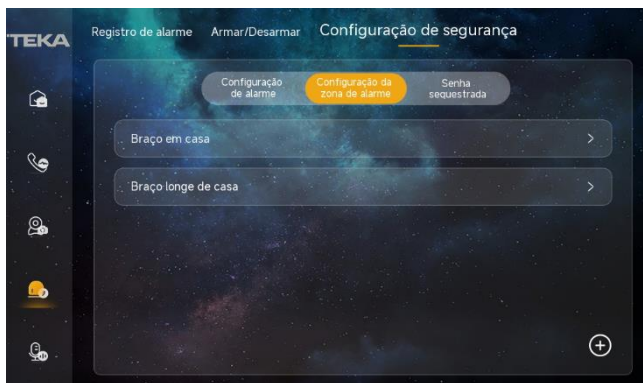 TEKA
Registro de alarme Armar/Desarmar Configuração de segurança
Configuração de alarme
Configuração da zona de alarme
Senha sequestrada
Braço em casa
Braço longe de casa